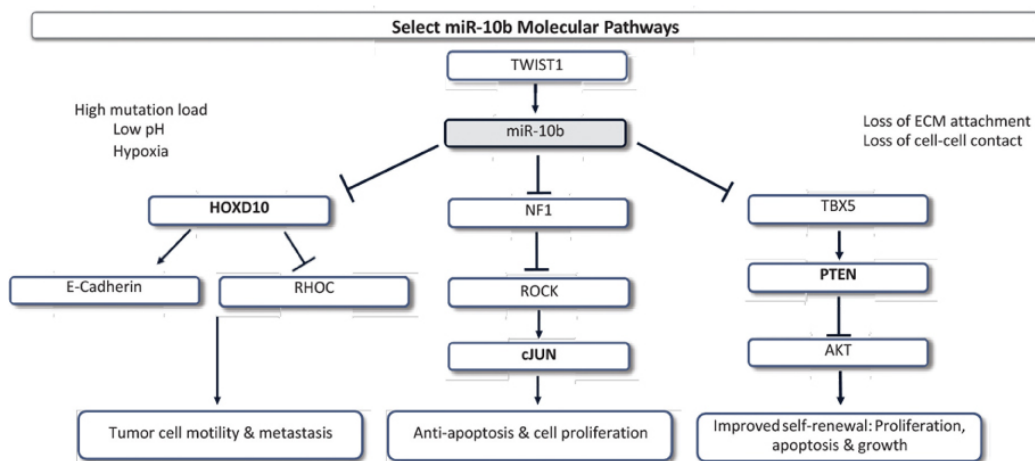 Select miR-10b Molecular Pathways
TWIST1
High mutation load
Low pH
Hypoxia
miR-10b
Loss of ECM attachment
Loss of cell-cell contact
HOXD10
NF1
TBX5
E-Cadherin
RHOC
ROCK
PTEN
cJUN
AKT
Tumor cell motility & metastasis
Anti-apoptosis & cell proliferation
Improved self-renewal: Proliferation,
apoptosis & growth